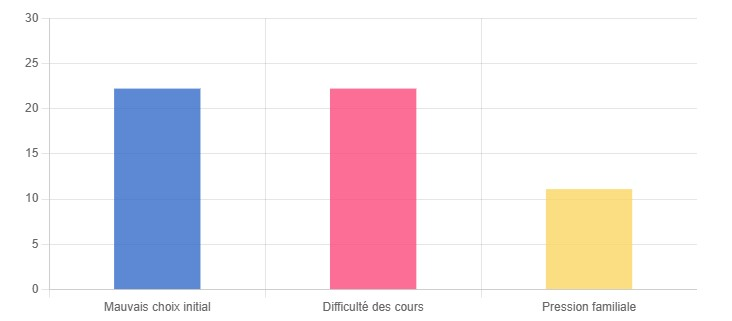 30
25
20
15
10
5
0
Mauvais choix initial
Difficulté des cours
Pression familiale